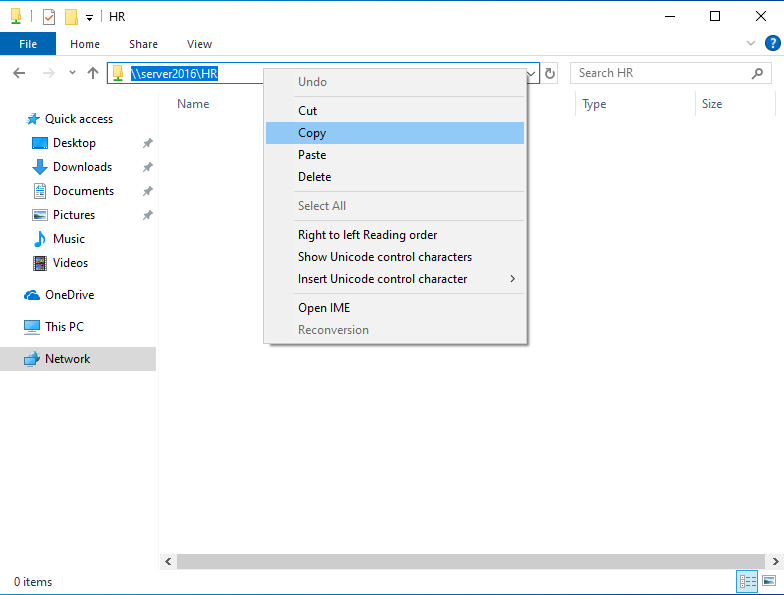 HR
File Home Share View
\\server2016\HR
Search HR
Name Type Size
Quick access
Desktop
Downloads
Documents
Pictures
Music
Videos
OneDrive
This PC
Network
Undo
Cut
Copy
Paste
Delete
Select All
Right to left Reading order
Show Unicode control characters
Insert Unicode control character
Open IME
Reconversion
0 items